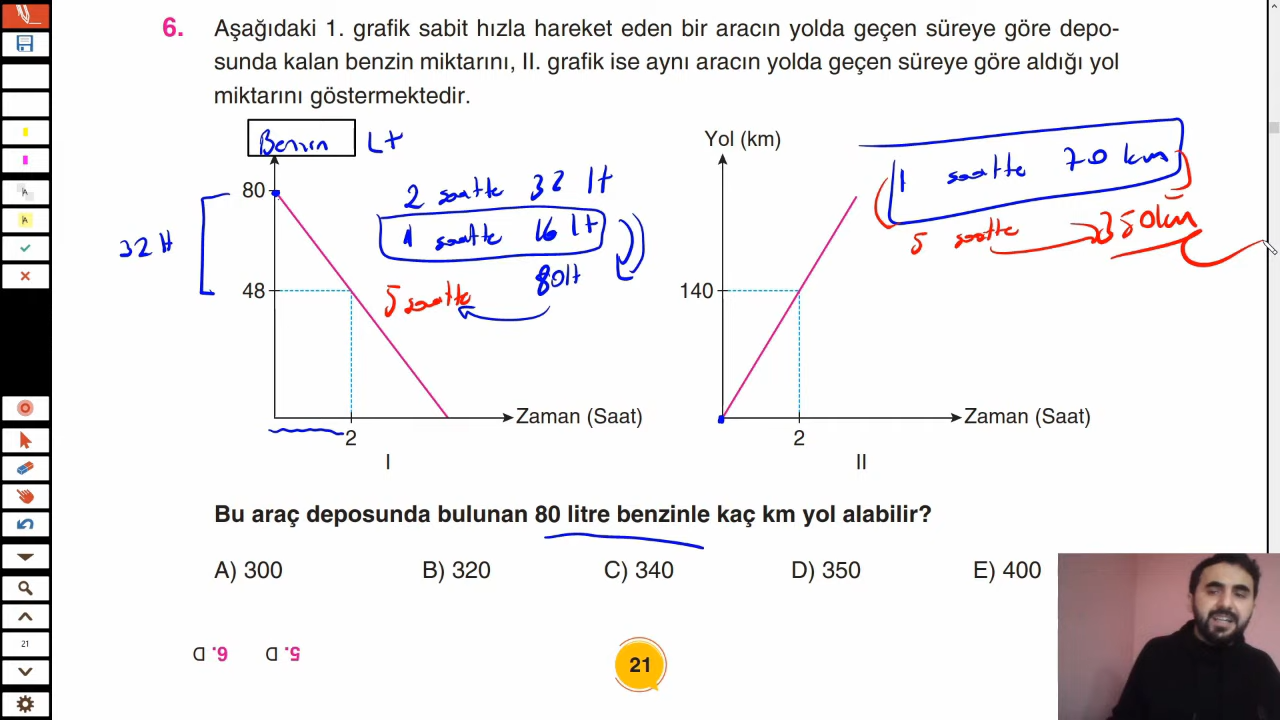 6. Aşağıdaki 1. grafik sabit hızla hareket eden bir aracın yolda geçen süreye göre depo-
sunda kalan benzin miktarını, II. grafik ise aynı aracın yolda geçen süreye göre aldığı yol
miktarını göstermektedir.
Benzin Lt
80
48
32 lt
2 saatte 32 lt
1 saatte 16 lt
80lt
5 saatte
Zaman (Saat)
2
I
Yol (km)
140
1 saatte 70 km
5 saatte 350km
Zaman (Saat)
2
II
Bu araç deposunda bulunan 80 litre benzinle kaç km yol alabilir?
A) 300 B) 320 C) 340 D) 350 E) 400
6. D 5. D
21
21